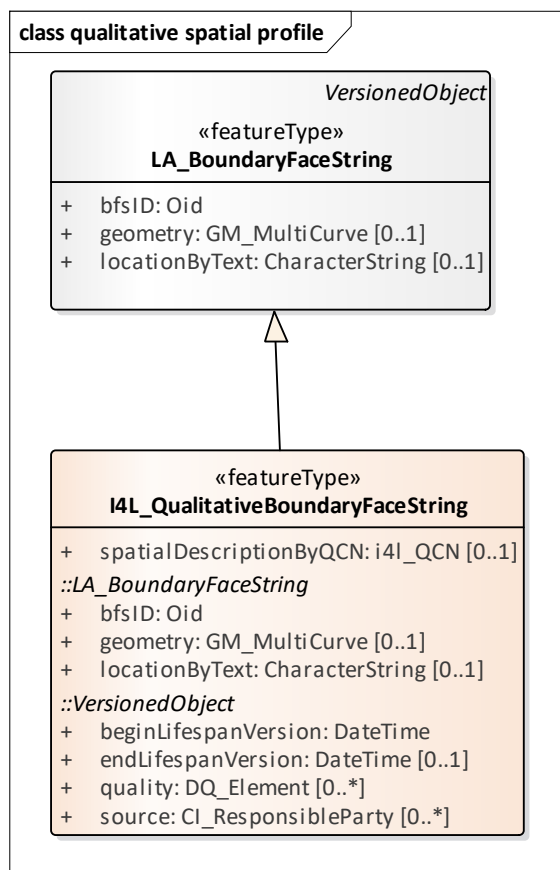 class qualitative spatial profile
VersionedObject
«featureType»
LA_BoundaryFaceString
+ bfsID: Oid
+ geometry: GM_MultiCurve [0..1]
+ locationByText: CharacterString [0..1]
«featureType»
I4L_QualitativeBoundaryFaceString
+ spatialDescriptionByQCN: i4l_QCN [0..1]
::LA_BoundaryFaceString
+ bfsID: Oid
+ geometry: GM_MultiCurve [0..1]
+ locationByText: CharacterString [0..1]
::VersionedObject
+ beginLifespanVersion: DateTime
+ endLifespanVersion: DateTime [0..1]
+ quality: DQ_Element [0..*]
+ source: CI_ResponsibleParty [0..*]